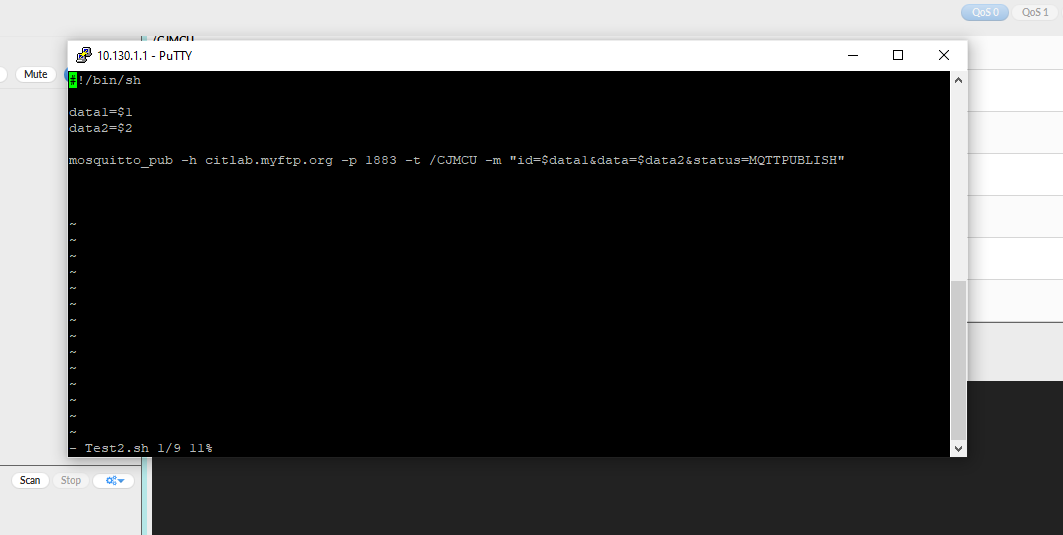 QoS 0 QoS 1
/CJMCU
Mute
10.130.1.1 - PuTTY
#!/bin/sh
data1=$1
data2=$2
mosquitto_pub -h citlab.myftp.org -p 1883 -t /CJMCU -m "id=$data1&data=$data2&status=MQTTPUBLISH"
~
~
~
~
~
~
~
~
~
~
~
~
~
~
- Test2.sh 1/9 11%
Scan Stop